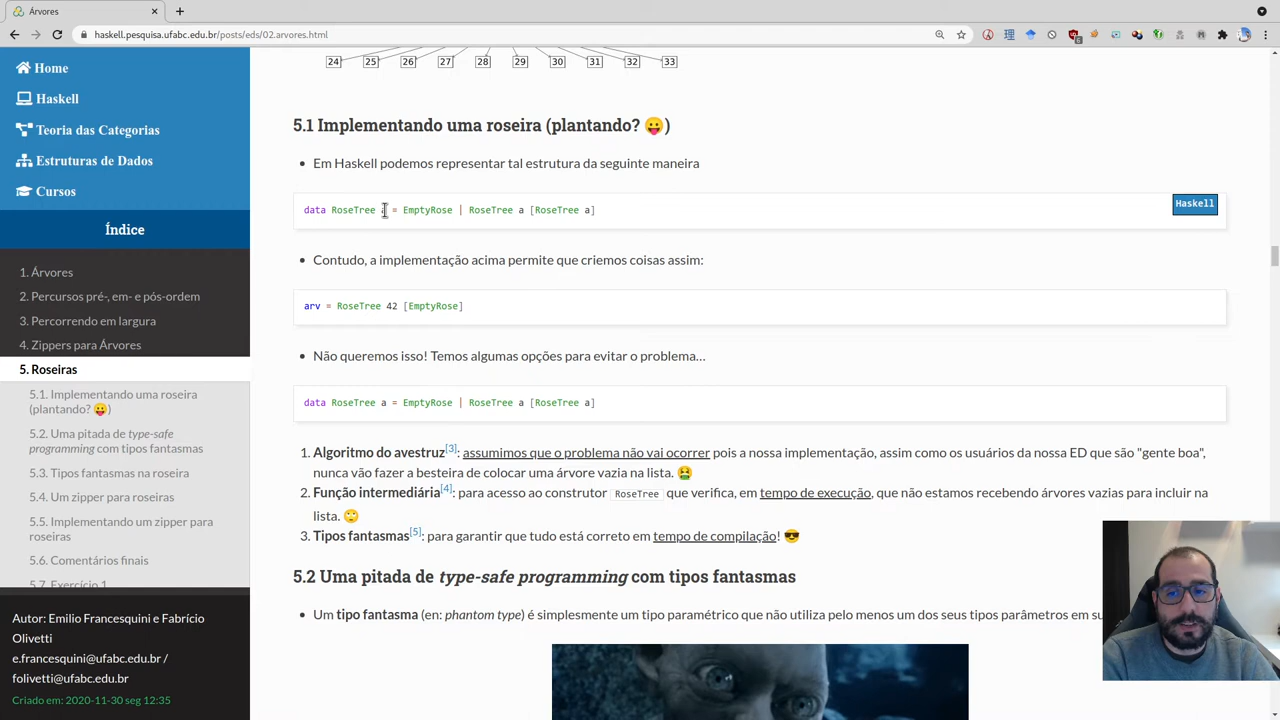 Árvores
haskell.pesquisa.ufabc.edu.br/posts/eds/02.arvores.html
Home
Haskell
Teoria das Categorias
Estruturas de Dados
Cursos
Índice
1. Árvores
2. Percursos pré-, em- e pós-ordem
3. Percorrendo em largura
4. Zippers para Árvores
5. Roseiras
5.1. Implementando uma roseira
(plantando? 😛)
5.2. Uma pitada de type-safe
programming com tipos fantasmas
5.3. Tipos fantasmas na roseira
5.4. Um zipper para roseiras
5.5. Implementando um zipper para
roseiras
5.6. Comentários finais
5.7. Exercício 1
Autor: Emilio Francesquini e Fabrício
Olivetti
e.francesquini@ufabc.edu.br /
folivetti@ufabc.edu.br
Criado em: 2020-11-30 seg 12:35
24 25 26 27 28 29 30 31 32 33
5.1 Implementando uma roseira (plantando? 😛)
• Em Haskell podemos representar tal estrutura da seguinte maneira
Haskell
data RoseTree a = EmptyRose | RoseTree a [RoseTree a]
• Contudo, a implementação acima permite que criemos coisas assim:
arv = RoseTree 42 [EmptyRose]
• Não queremos isso! Temos algumas opções para evitar o problema…
data RoseTree a = EmptyRose | RoseTree a [RoseTree a]
1. Algoritmo do avestruz[3]: assumimos que o problema não vai ocorrer pois a nossa implementação, assim como os usuários da nossa ED que são "gente boa",
nunca vão fazer a besteira de colocar uma árvore vazia na lista. 🤮
2. Função intermediária[4]: para acesso ao construtor RoseTree que verifica, em tempo de execução, que não estamos recebendo árvores vazias para incluir na
lista. 🙄
3. Tipos fantasmas[5]: para garantir que tudo está correto em tempo de compilação! 😎
5.2 Uma pitada de type-safe programming com tipos fantasmas
• Um tipo fantasma (en: phantom type) é simplesmente um tipo paramétrico que não utiliza pelo menos um dos seus tipos parâmetros em